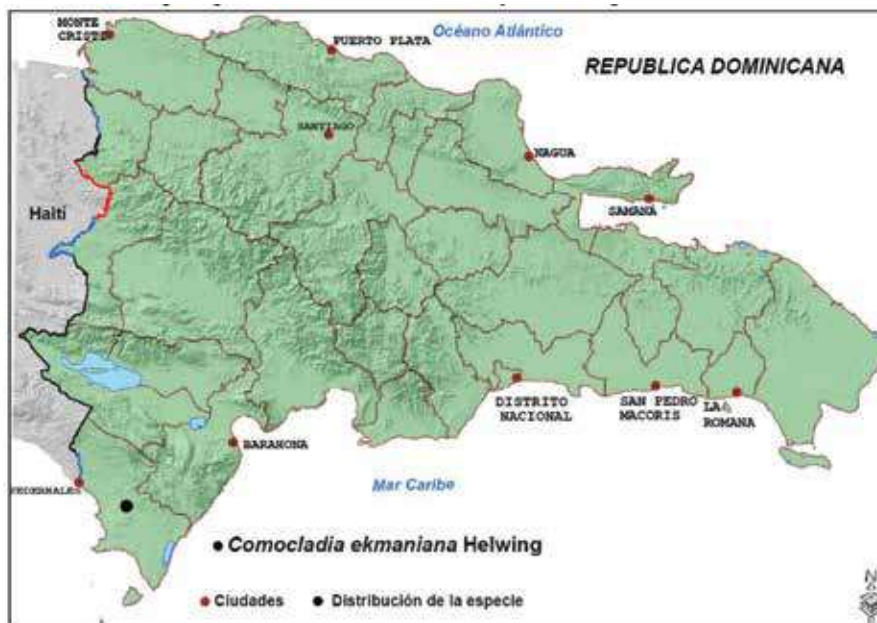 MONTE
CRISTI
PUERTO PLATA
Océano Atlántico
REPUBLICA DOMINICANA
SANTIAGO
NAGUA
SAMANA
Haití
DISTRITO
NACIONAL
SAN PEDRO
MACORIS
LA
ROMANA
BARAHONA
Mar Caribe
PEDERNALES
Comocladia ekmaniana Helwing
Ciudades
Distribución de la especie
N